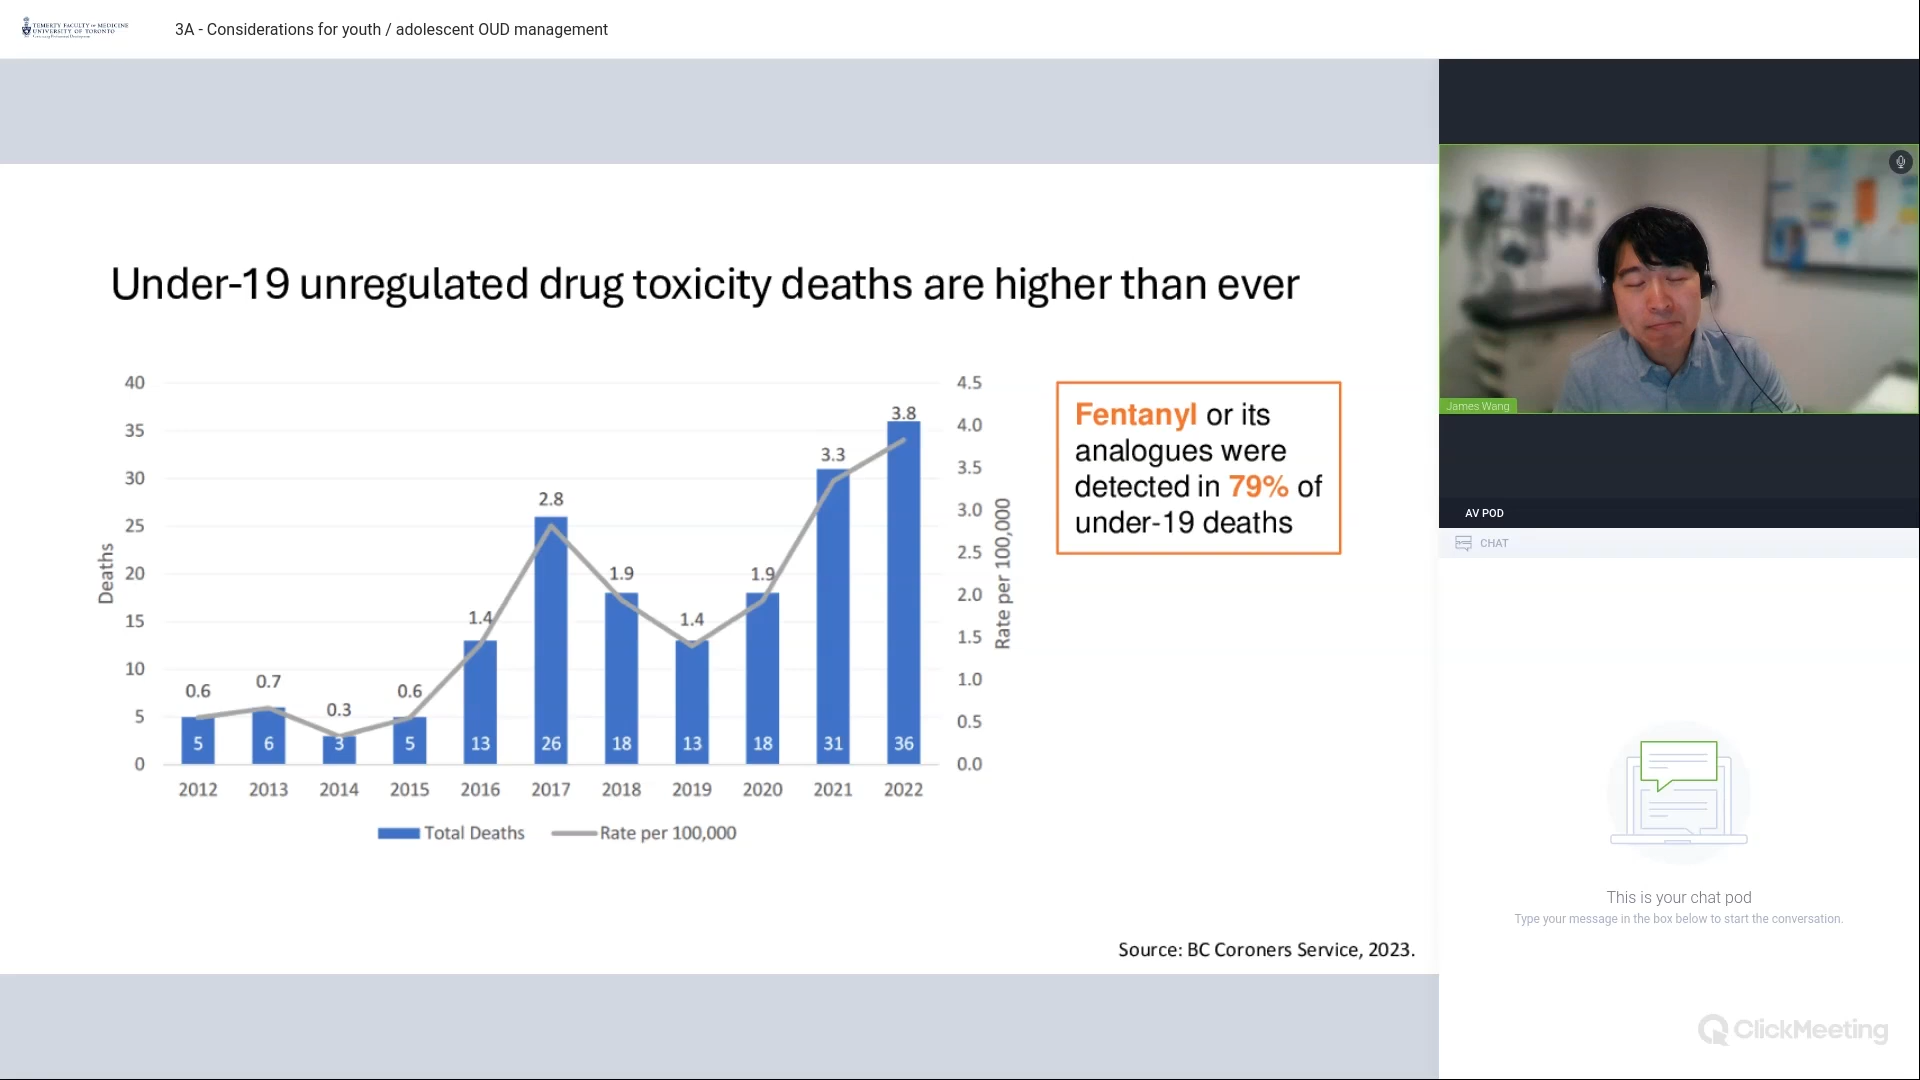 TEMERTY FACULTY OF MEDICINE
UNIVERSITY OF TORONTO
3A - Considerations for youth / adolescent OUD management
Under-19 unregulated drug toxicity deaths are higher than ever
40
35
30
25
20
15
10
5
0
Deaths
0.6
0.7
0.3
0.6
1.4
2.8
1.9
1.4
1.9
3.3
3.8
5
6
3
5
13
26
18
13
18
31
36
2012
2013
2014
2015
2016
2017
2018
2019
2020
2021
2022
4.5
4.0
3.5
3.0
2.5
2.0
1.5
1.0
0.5
0.0
Rate per 100,000
Total Deaths
Rate per 100,000
Fentanyl or its
analogues were
detected in 79% of
under-19 deaths
Source: BC Coroners Service, 2023.
James Wang
AV POD
CHAT
This is your chat pod
Type your message in the box below to start the conversation.
ClickMeeting